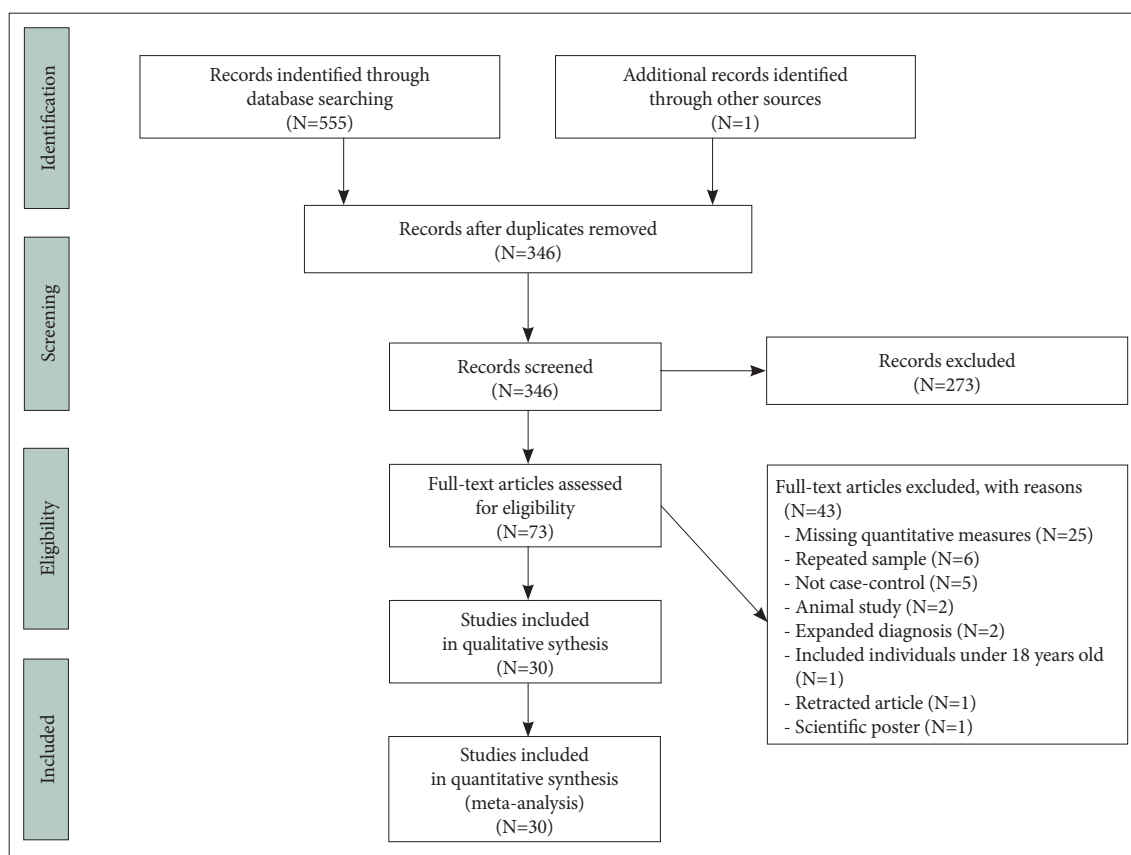 Identification
Records indentified through
database searching
(N=555)
Additional records identified
through other sources
(N=1)
Records after duplicates removed
(N=346)
Screening
Records screened
(N=346)
Records excluded
(N=273)
Eligibility
Full-text articles assessed
for eligibility
(N=73)
Full-text articles excluded, with reasons
(N=43)
- Missing quantitative measures (N=25)
- Repeated sample (N=6)
- Not case-control (N=5)
- Animal study (N=2)
- Expanded diagnosis (N=2)
- Included individuals under 18 years old
(N=1)
- Retracted article (N=1)
- Scientific poster (N=1)
Studies included
in qualitative sythesis
(N=30)
Included
Studies included
in quantitative synthesis
(meta-analysis)
(N=30)